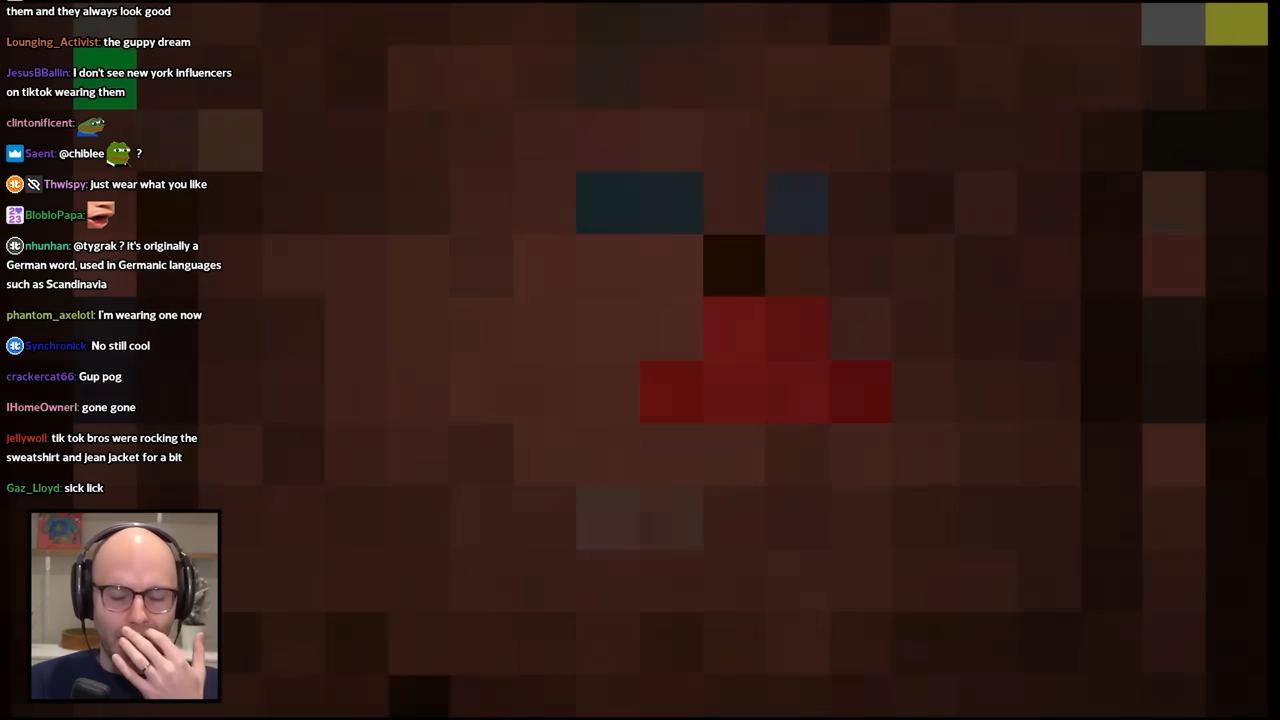 them and they always look good
Lounging_Activist: the guppy dream
JesusBBallin: I don't see new york influencers
on tiktok wearing them
clintonificent:
Saent: @chiblee ?
Thwispy: just wear what you like
BlobloPapa:
nhunhan: @tygrak ? it's originally a
German word, used in Germanic languages
such as Scandinavia
phantom_axelotl: I'm wearing one now
Synchronick: No still cool
crackercat66: Gup pog
IHomeOwnerI: gone gone
jellywoll: tik tok bros were rocking the
sweatshirt and jean jacket for a bit
Gaz_Lloyd: sick lick